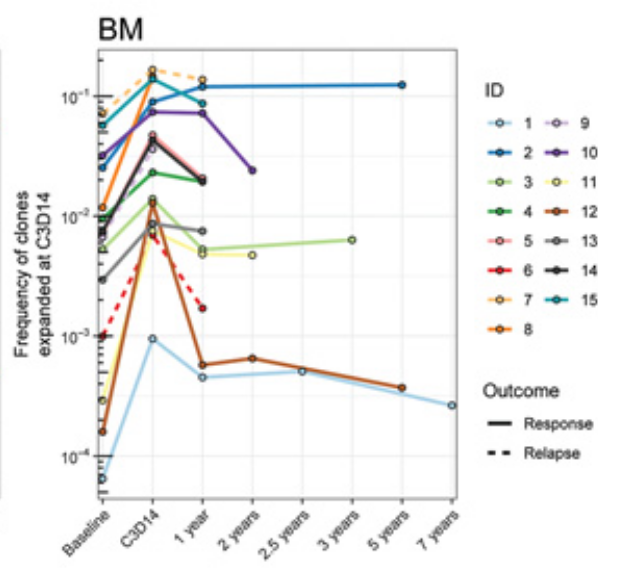 BM
Frequency of clones
expanded at C3D14
10⁻¹
10⁻²
10⁻³
10⁻⁴
Baseline
C3D14
1 year
2 years
2.5 years
3 years
5 years
7 years
ID
1 9
2 10
3 11
4 12
5 13
6 14
7 15
8
Outcome
Response
Relapse